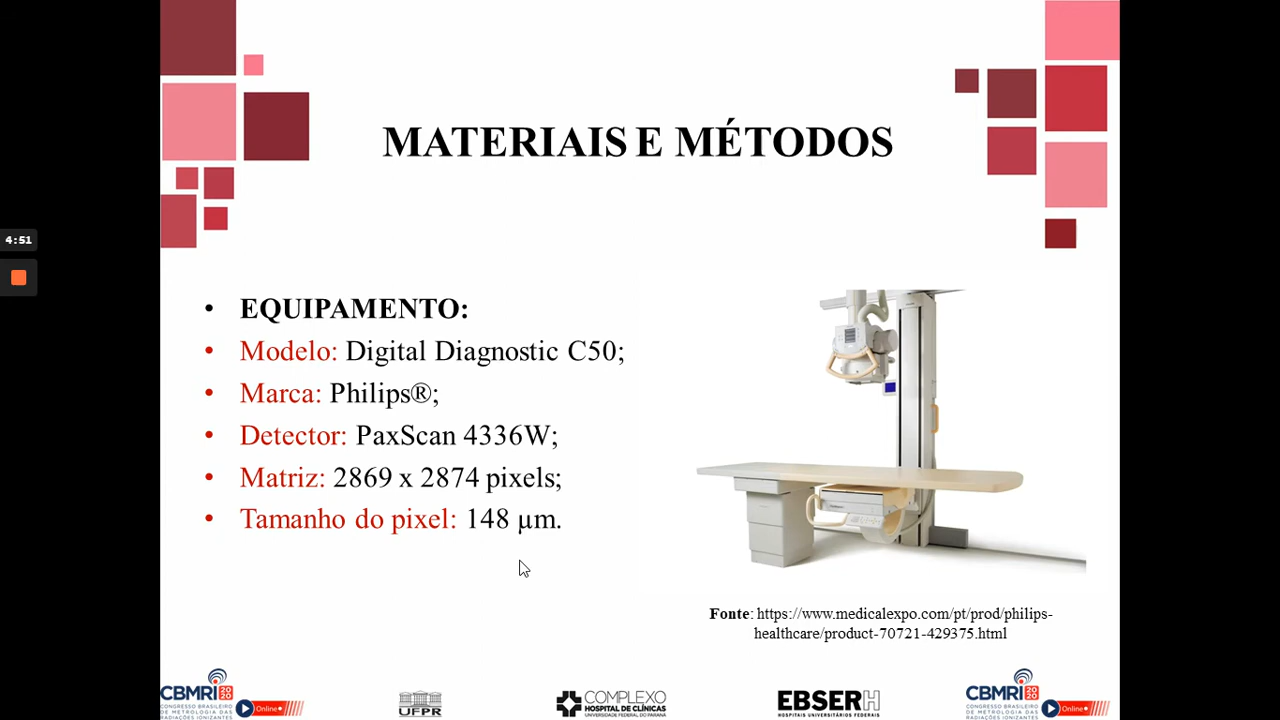 MATERIAIS E MÉTODOS
4:51
• EQUIPAMENTO:
• Modelo: Digital Diagnostic C50;
• Marca: Philips®;
• Detector: PaxScan 4336W;
• Matriz: 2869 x 2874 pixels;
• Tamanho do pixel: 148 µm.
Fonte: https://www.medicalexpo.com/pt/prod/philips-
healthcare/product-70721-429375.html
CBMRI 2020
CONGRESSO BRASILEIRO
DE METROLOGIA DAS
RADIAÇÕES IONIZANTES
Online
UFPR
COMPLEXO
HOSPITAL DE CLÍNICAS
UNIVERSIDADE FEDERAL DO PARANÁ
EBSERH
HOSPITAIS UNIVERSITÁRIOS FEDERAIS
CBMRI 2020
CONGRESSO BRASILEIRO
DE METROLOGIA DAS
RADIAÇÕES IONIZANTES
Online